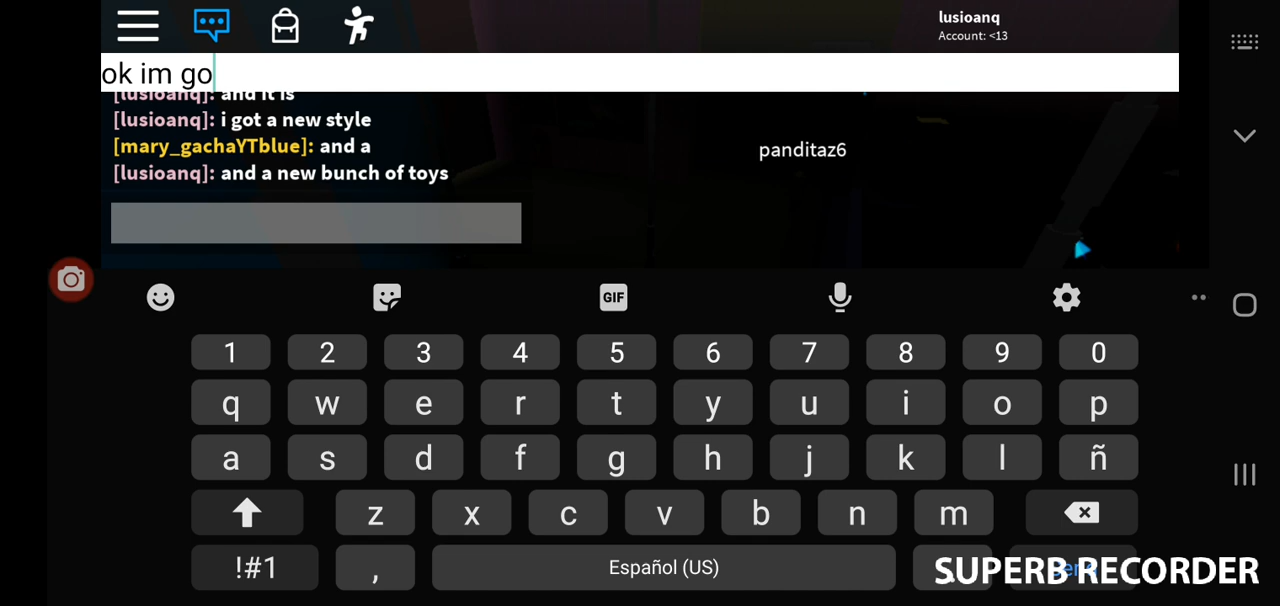 lusioanq
Account: <13
ok im go
[lusioanq]: and it is
[lusioanq]: i got a new style
[mary_gachaYTblue]: and a
[lusioanq]: and a new bunch of toys
panditaz6
GIF
1 2 3 4 5 6 7 8 9 0
q w e r t y u i o p
a s d f g h j k l ñ
z x c v b n m
!#1 , Español (US)
SUPERB RECORDER